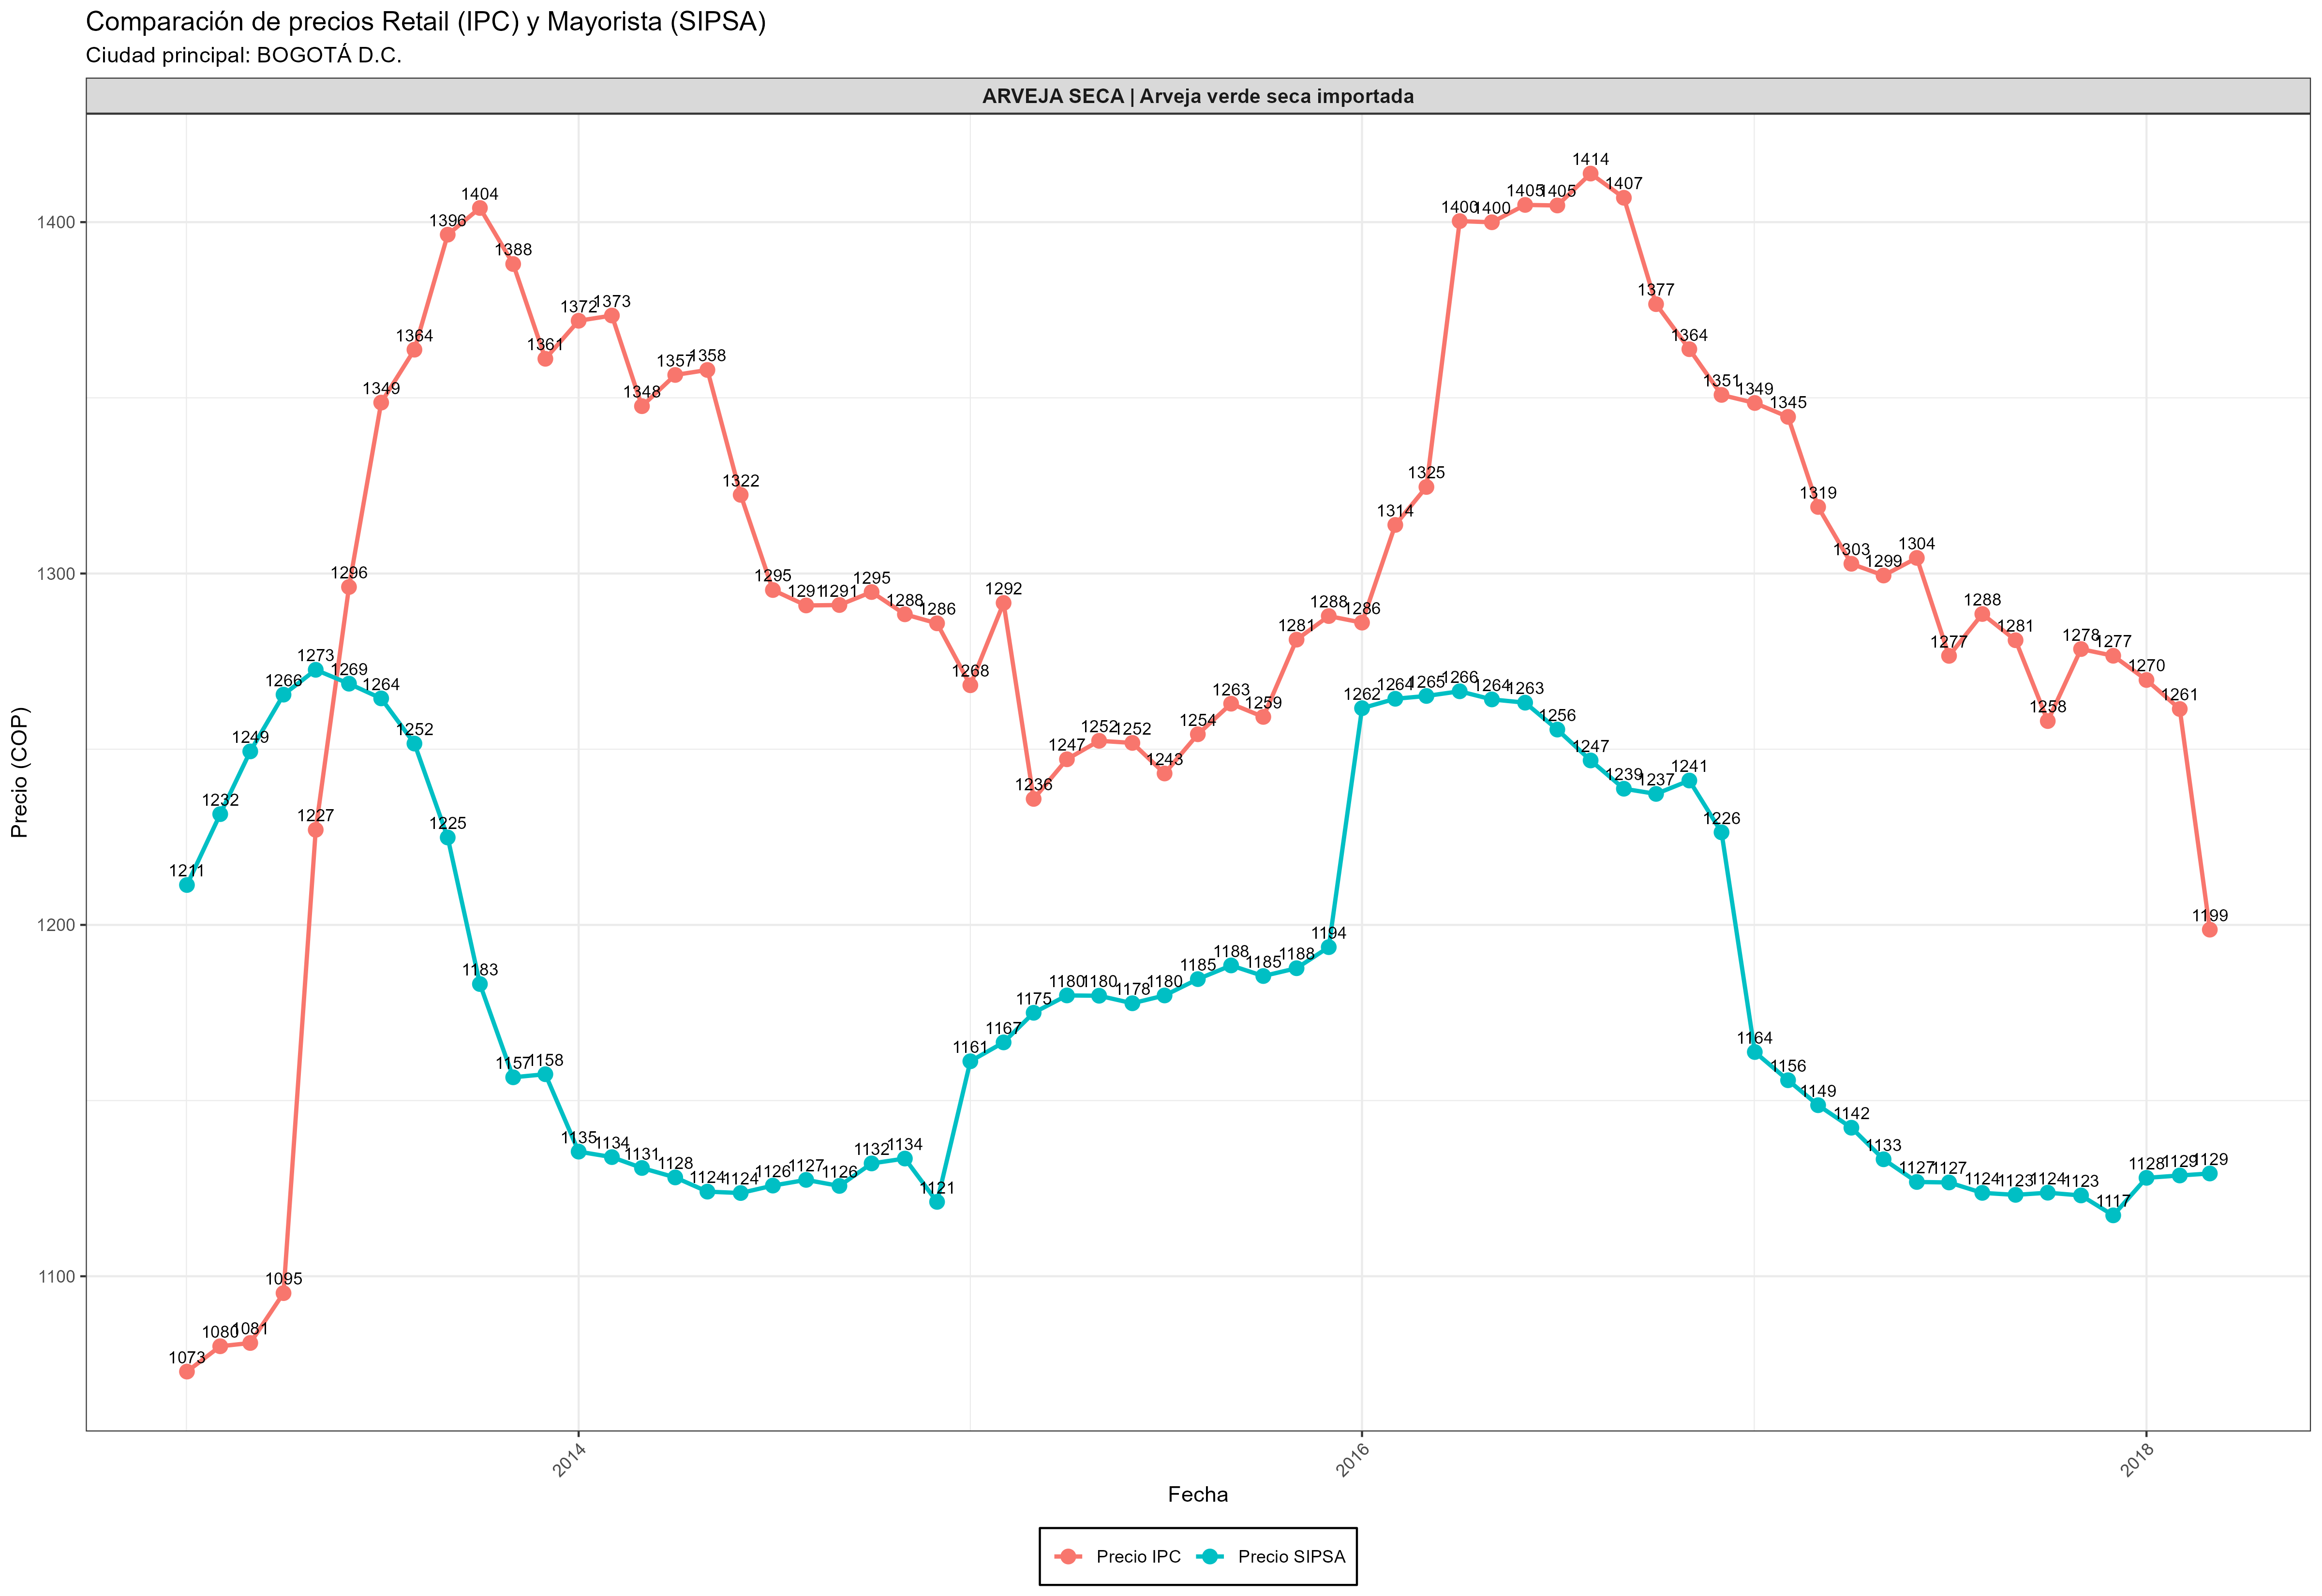 Comparación de precios Retail (IPC) y Mayorista (SIPSA)
Ciudad principal: BOGOTÁ D.C.
ARVEJA SECA | Arveja verde seca importada
Precio (COP)
1400
1300
1200
1100
1073 1080 1081 1095 1227 1296 1349 1364 1396 1404 1388 1361 1372 1373 1348 1357 1358 1322 1295 1291 1291 1295 1288 1286 1268 1292 1236 1247 1252 1252 1243 1254 1263 1259 1281 1288 1286 1314 1325 1400 1400 1405 1405 1414 1407 1377 1364 1351 1349 1345 1319 1303 1299 1304 1277 1288 1281 1258 1278 1277 1270 1261 1199
1211 1232 1249 1266 1273 1269 1264 1252 1225 1183 1157 1158 1135 1134 1131 1128 1124 1124 1126 1127 1126 1132 1134 1121 1161 1167 1175 1180 1180 1178 1180 1185 1188 1185 1188 1194 1262 1264 1265 1266 1264 1263 1256 1247 1239 1237 1241 1226 1164 1156 1149 1142 1133 1127 1127 1124 1123 1124 1123 1117 1128 1129 1129
2014 2016 2018
Fecha
Precio IPC Precio SIPSA